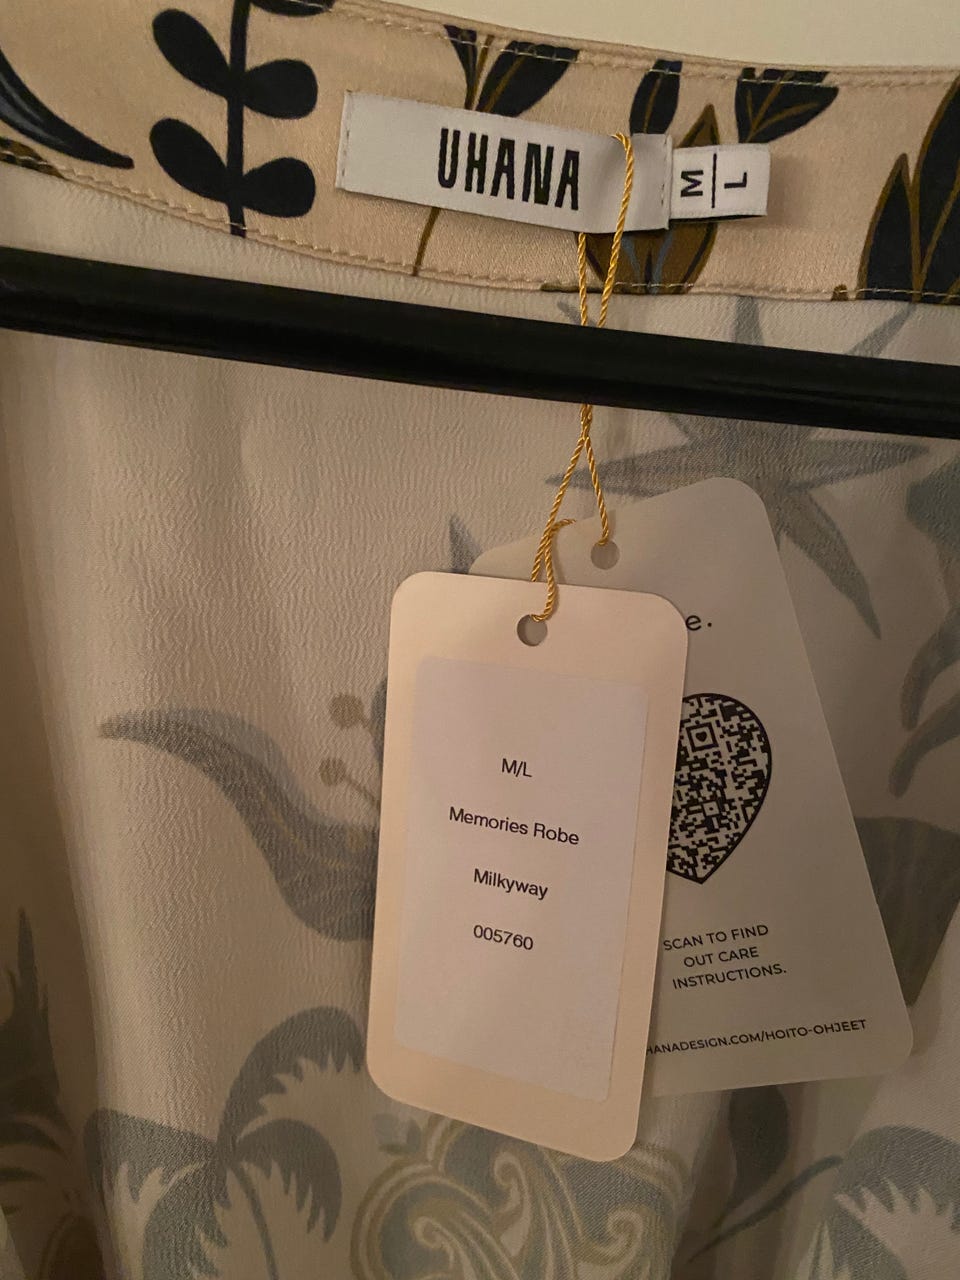 UHANA
M|L
M/L
Memories Robe
Milkyway
005760
e.
SCAN TO FIND
OUT CARE
INSTRUCTIONS.
HANADESIGN.COM/HOITO-OHJEET